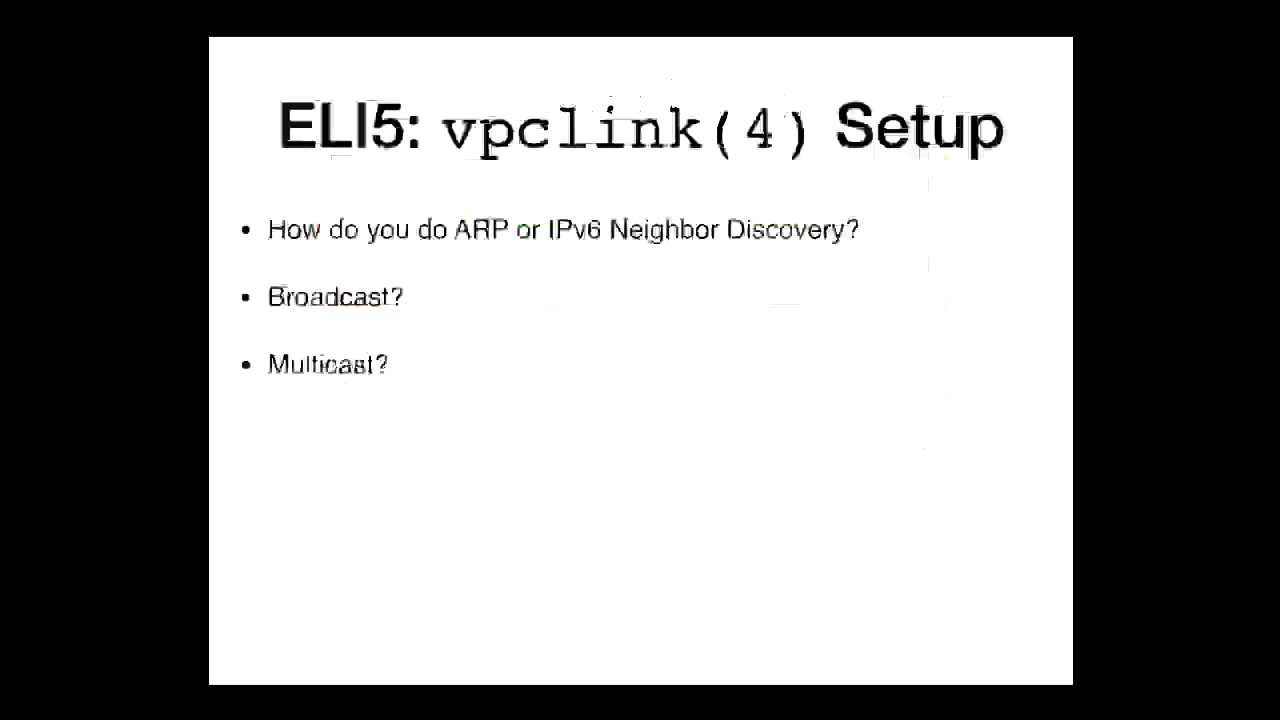 ELI5: vpclink(4) Setup
• How do you do ARP or IPv6 Neighbor Discovery?
• Broadcast?
• Multicast?